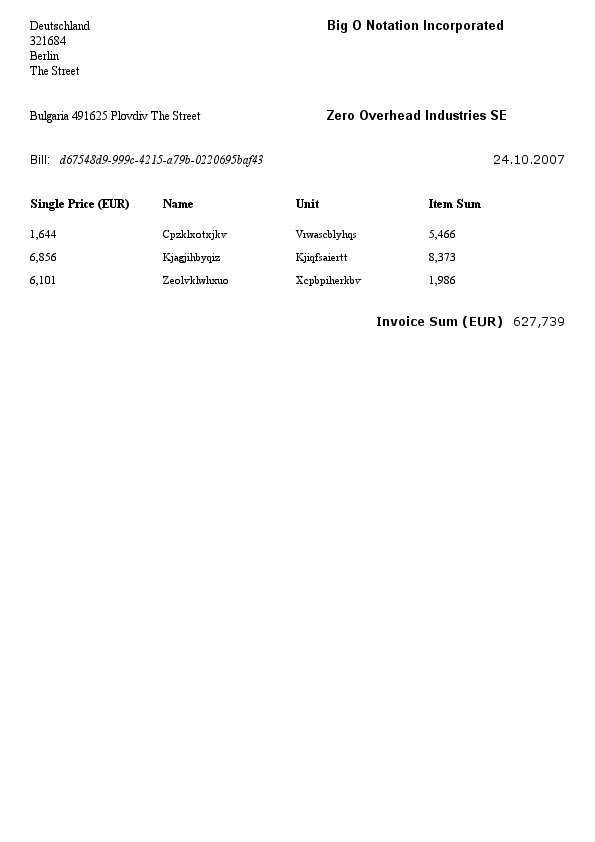 Deutschland
321684
Berlin
The Street
Big O Notation Incorporated
Bulgaria 491625 Plovdiv The Street
Zero Overhead Industries SE
Bill: d67548d9-999c-4215-a79b-0220695baf43
24.10.2007
Single Price (EUR) Name Unit Item Sum
1,644 Cpzklxotxjkv Vrwascblyhqs 5,466
6,856 Kjagjihbyqiz Kjiqfsaiertt 8,373
6,101 Zeolvklwhxuo Xcpbpiherkbv 1,986
Invoice Sum (EUR) 627,739